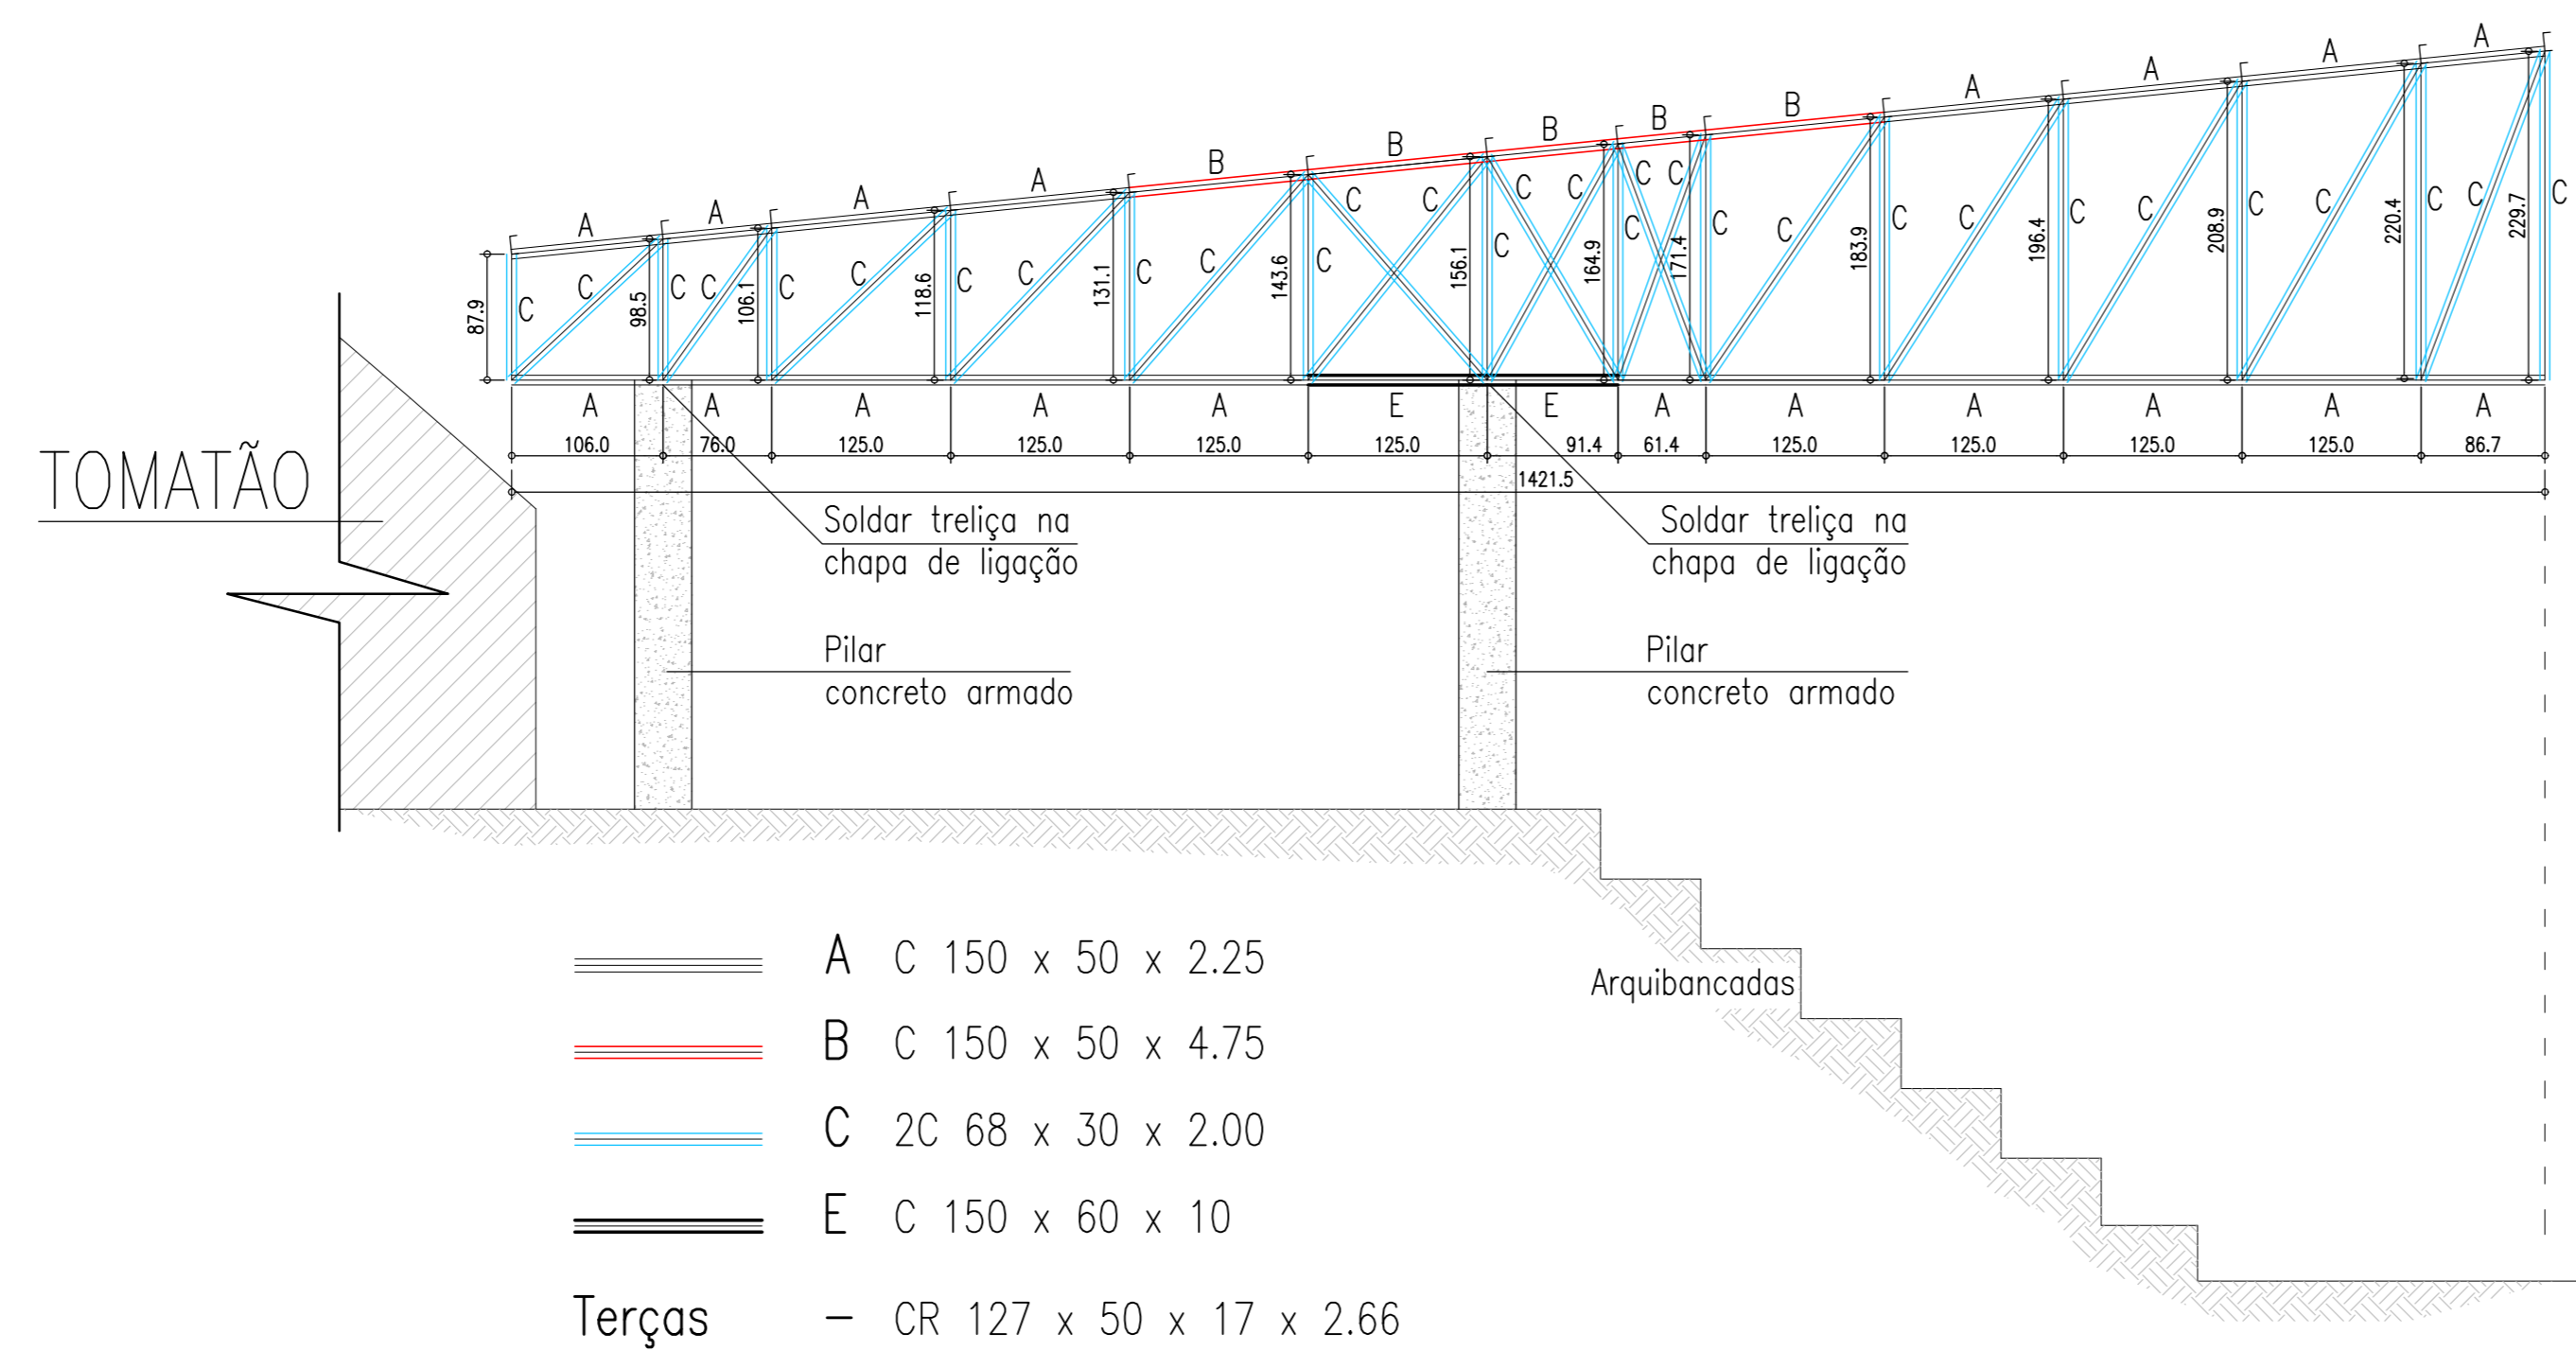 A A A A A B B B B B A A A A A
C C C C C C C C C C C C C C C C C C C C C C C C C C C C C C
87.9 98.5 106.1 118.6 131.1 143.6 156.1 164.9 171.4 183.9 196.4 208.9 220.4 229.7
A A A A A E E A A A A A A
106.0 76.0 125.0 125.0 125.0 125.0 91.4 61.4 125.0 125.0 125.0 125.0 86.7
1421.5
TOMATÃO
Soldar treliça na
chapa de ligação
Soldar treliça na
chapa de ligação
Pilar
concreto armado
Pilar
concreto armado
Arquibancadas
A C 150 x 50 x 2.25
B C 150 x 50 x 4.75
C 2C 68 x 30 x 2.00
E C 150 x 60 x 10
Terças – CR 127 x 50 x 17 x 2.66